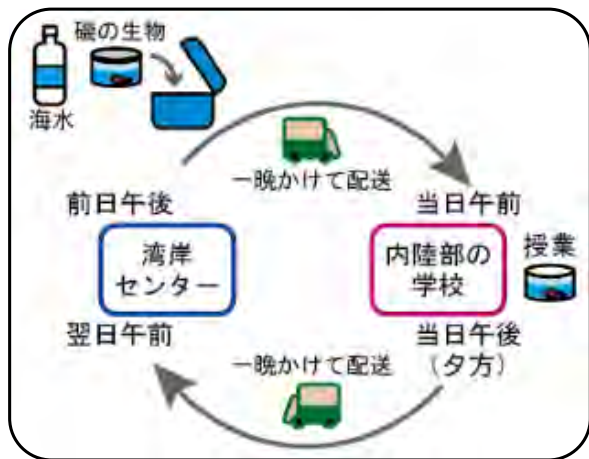 磯の生物
海水
一晩かけて配送
前日午後
当日午前
湾岸
センター
内陸部の
学校
授業
翌日午前
当日午後
(夕方)
一晩かけて配送